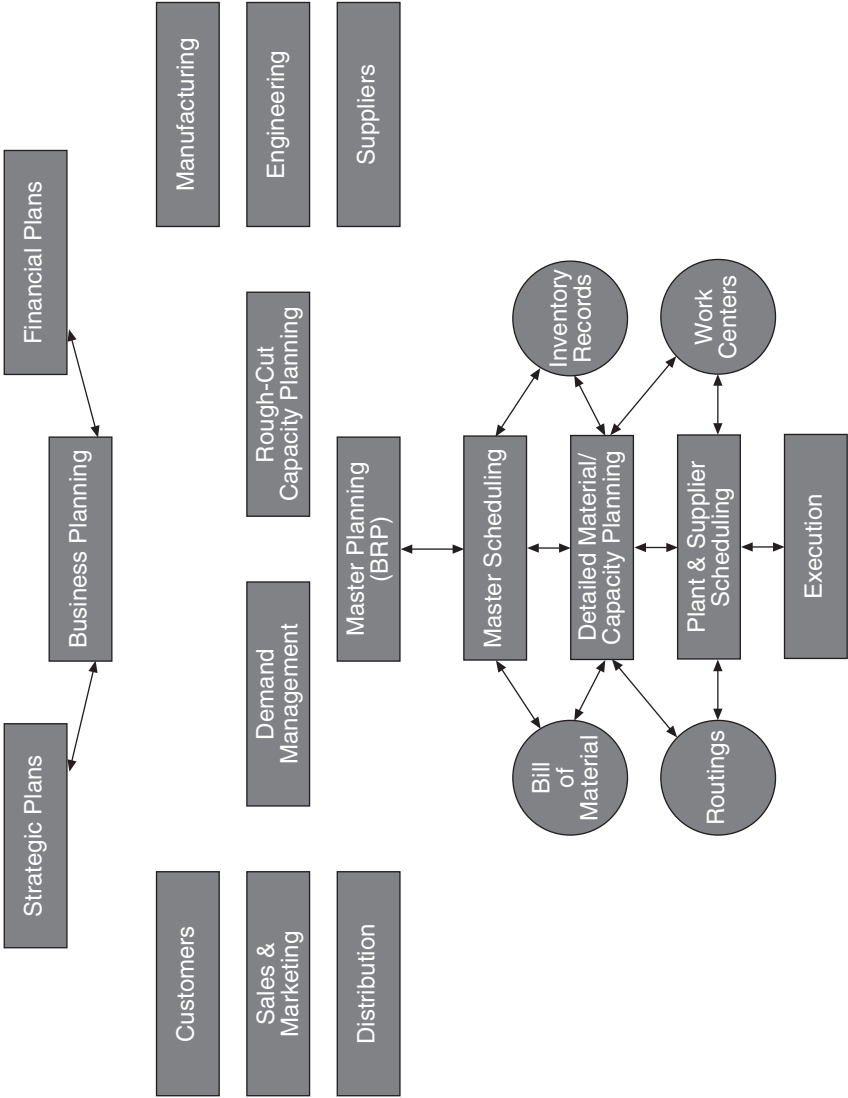 Strategic Plans
Financial Plans
Business Planning
Customers
Manufacturing
Sales &
Marketing
Demand
Management
Rough-Cut
Capacity Planning
Engineering
Distribution
Master Planning
(BRP)
Suppliers
Master Scheduling
Bill
of
Material
Inventory
Records
Detailed Material/
Capacity Planning
Routings
Plant & Supplier
Scheduling
Work
Centers
Execution